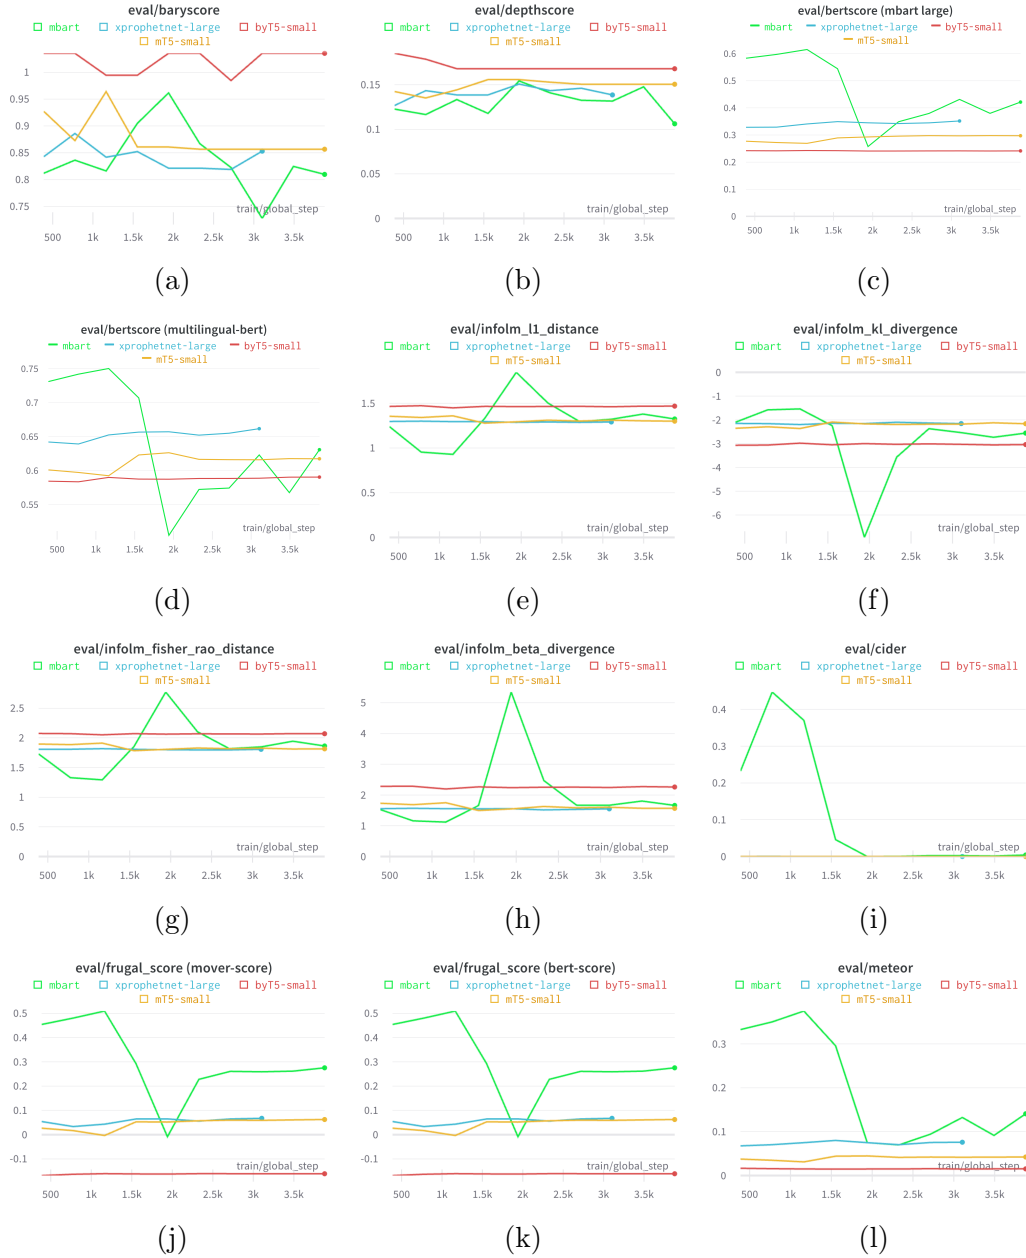 eval/baryscore
mbart xprophetnet-large byT5-small
mT5-small
1
0.95
0.9
0.85
0.8
0.75
train/global_step
500 1k 1.5k 2k 2.5k 3k 3.5k
(a)
eval/depthscore
mbart xprophetnet-large byT5-small
mT5-small
0.15
0.1
0.05
0
train/global_step
500 1k 1.5k 2k 2.5k 3k 3.5k
(b)
eval/bertscore (mbart large)
mbart xprophetnet-large byT5-small
mT5-small
0.6
0.5
0.4
0.3
0.2
0.1
0
train/global_step
500 1k 1.5k 2k 2.5k 3k 3.5k
(c)
eval/bertscore (multilingual-bert)
mbart xprophetnet-large byT5-small
mT5-small
0.75
0.7
0.65
0.6
0.55
train/global_step
500 1k 1.5k 2k 2.5k 3k 3.5k
(d)
eval/infolm_l1_distance
mbart xprophetnet-large byT5-small
mT5-small
1.5
1
0.5
0
train/global_step
500 1k 1.5k 2k 2.5k 3k 3.5k
(e)
eval/infolm_kl_divergence
mbart xprophetnet-large byT5-small
mT5-small
0
-1
-2
-3
-4
-5
-6
train/global_step
500 1k 1.5k 2k 2.5k 3k 3.5k
(f)
eval/infolm_fisher_rao_distance
mbart xprophetnet-large byT5-small
mT5-small
2.5
2
1.5
1
0.5
0
train/global_step
500 1k 1.5k 2k 2.5k 3k 3.5k
(g)
eval/infolm_beta_divergence
mbart xprophetnet-large byT5-small
mT5-small
5
4
3
2
1
0
train/global_step
500 1k 1.5k 2k 2.5k 3k 3.5k
(h)
eval/cider
mbart xprophetnet-large byT5-small
mT5-small
0.4
0.3
0.2
0.1
0
train/global_step
500 1k 1.5k 2k 2.5k 3k 3.5k
(i)
eval/frugal_score (mover-score)
mbart xprophetnet-large byT5-small
mT5-small
0.5
0.4
0.3
0.2
0.1
0
-0.1
train/global_step
500 1k 1.5k 2k 2.5k 3k 3.5k
(j)
eval/frugal_score (bert-score)
mbart xprophetnet-large byT5-small
mT5-small
0.5
0.4
0.3
0.2
0.1
0
-0.1
train/global_step
500 1k 1.5k 2k 2.5k 3k 3.5k
(k)
eval/meteor
mbart xprophetnet-large byT5-small
mT5-small
0.3
0.2
0.1
0
train/global_step
500 1k 1.5k 2k 2.5k 3k 3.5k
(l)